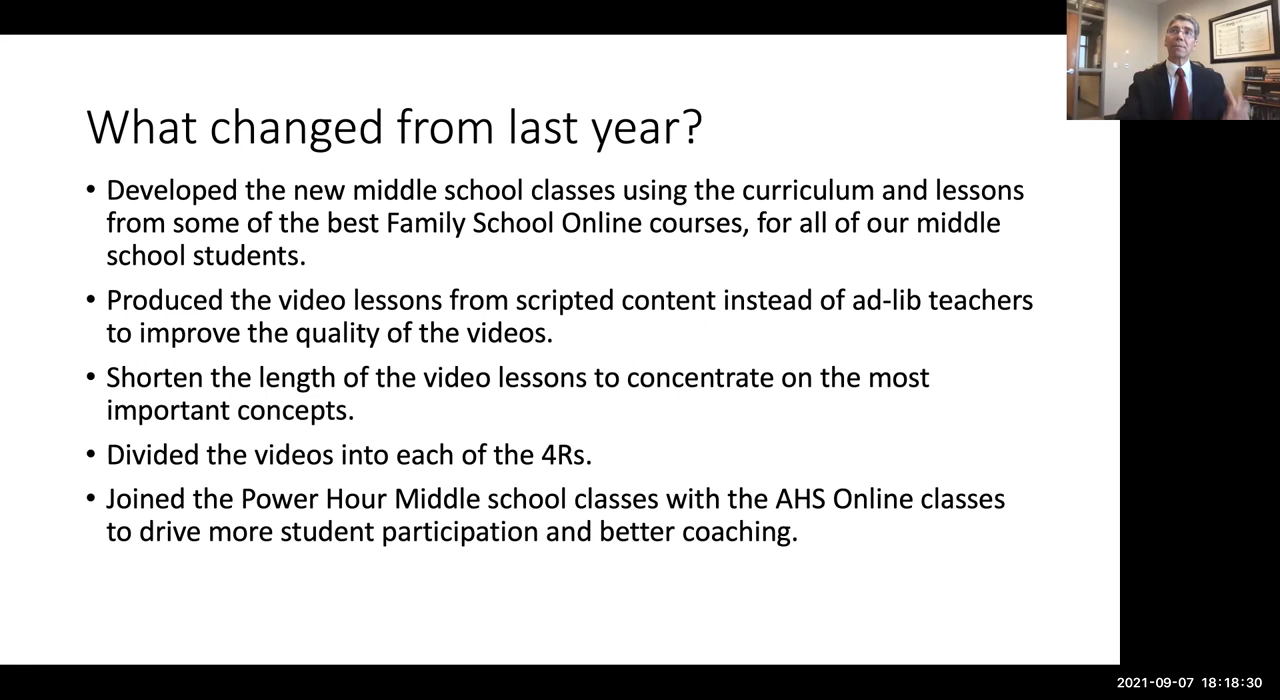 What changed from last year?
• Developed the new middle school classes using the curriculum and lessons
from some of the best Family School Online courses, for all of our middle
school students.
• Produced the video lessons from scripted content instead of ad-lib teachers
to improve the quality of the videos.
• Shorten the length of the video lessons to concentrate on the most
important concepts.
• Divided the videos into each of the 4Rs.
• Joined the Power Hour Middle school classes with the AHS Online classes
to drive more student participation and better coaching.
2021-09-07 18:18:30